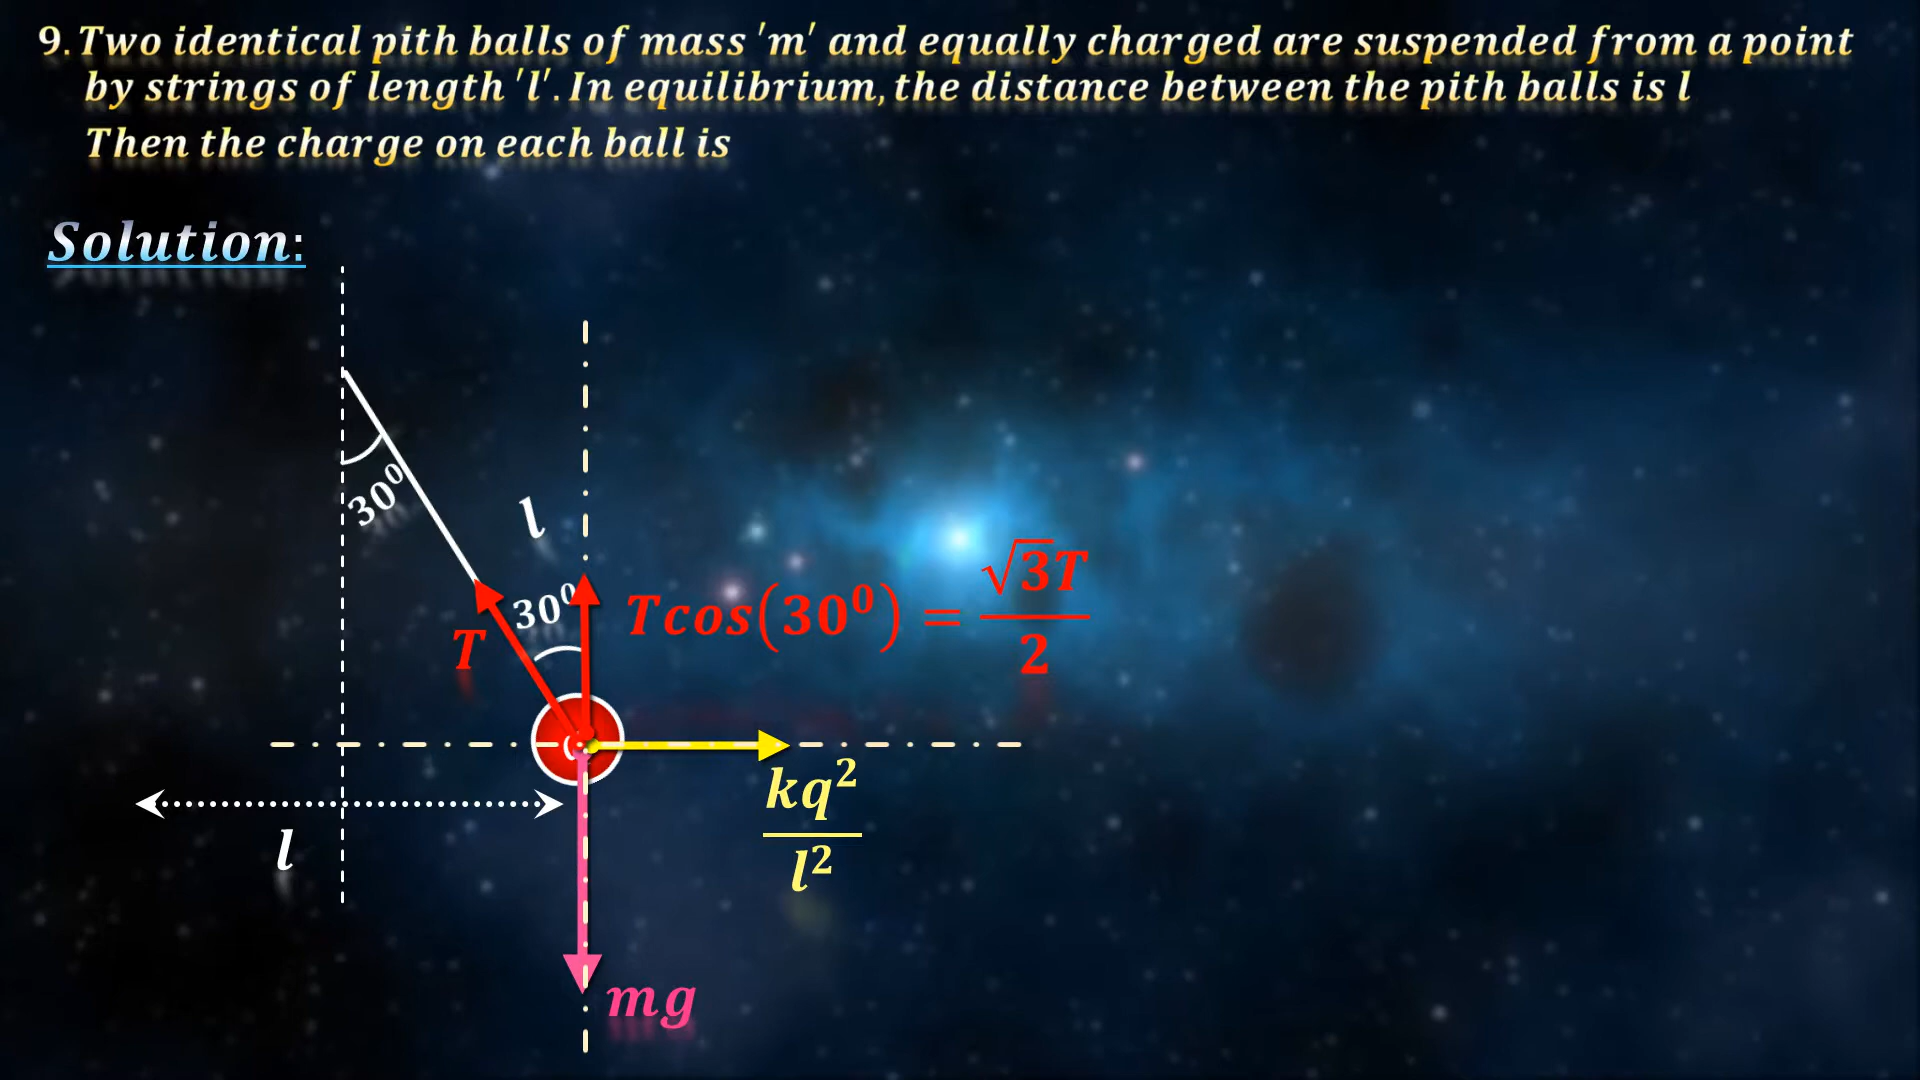 9. Two identical pith balls of mass 'm' and equally charged are suspended from a point
by strings of length 'l'. In equilibrium, the distance between the pith balls is l
Then the charge on each ball is
Solution:
30⁰
l
30⁰
T
Tcos(30⁰) = √3T/2
kq²/l²
l
mg